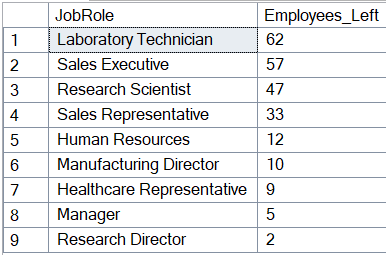 JobRole Employees_Left
1 Laboratory Technician 62
2 Sales Executive 57
3 Research Scientist 47
4 Sales Representative 33
5 Human Resources 12
6 Manufacturing Director 10
7 Healthcare Representative 9
8 Manager 5
9 Research Director 2